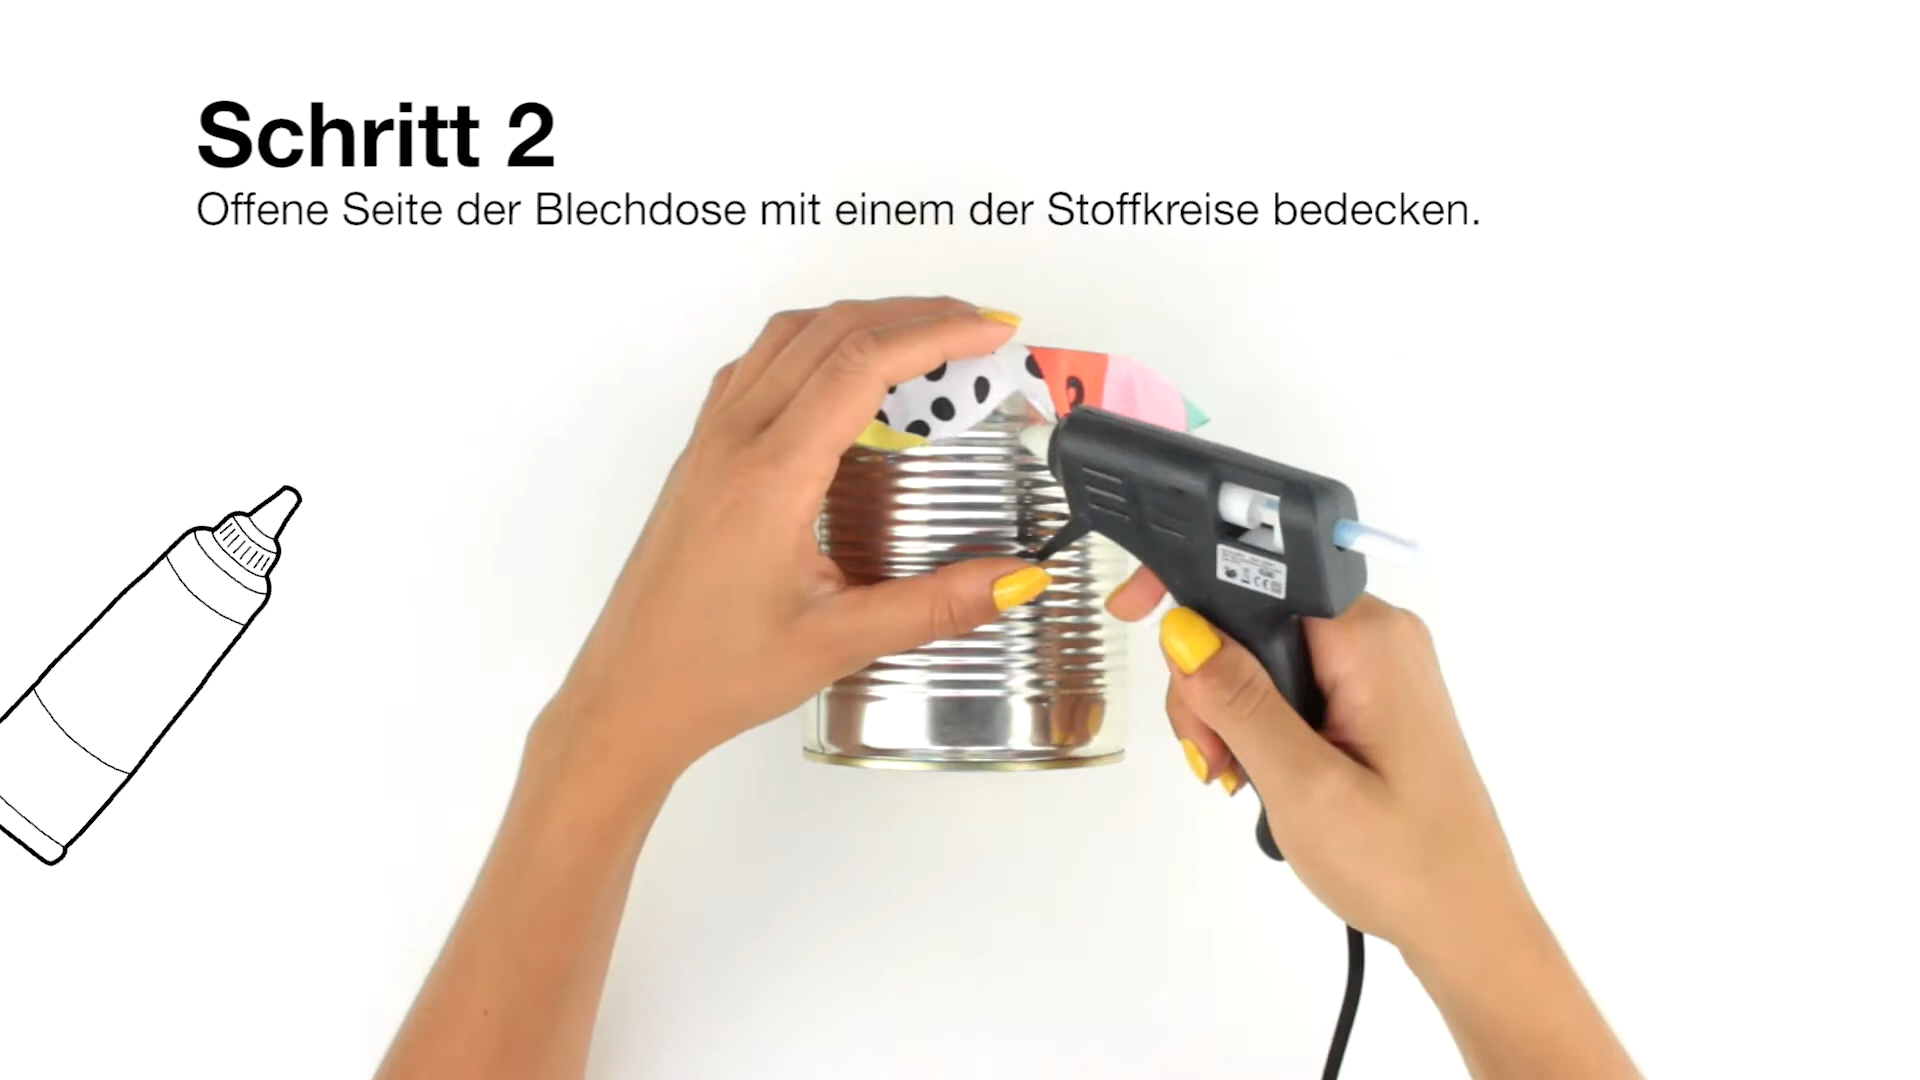 Schritt 2
Offene Seite der Blechdose mit einem der Stoffkreise bedecken.